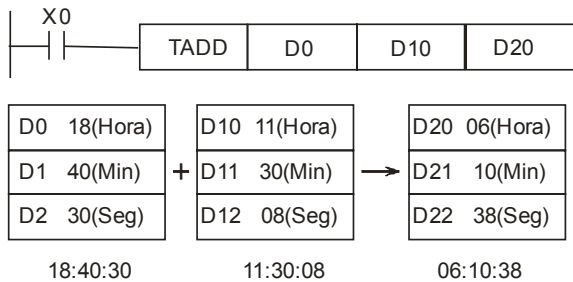 X0
TADD D0 D10 D20
D0 18(Hora) D10 11(Hora) D20 06(Hora)
D1 40(Min) + D11 30(Min) D21 10(Min)
D2 30(Seg) D12 08(Seg) D22 38(Seg)
18:40:30 11:30:08 06:10:38